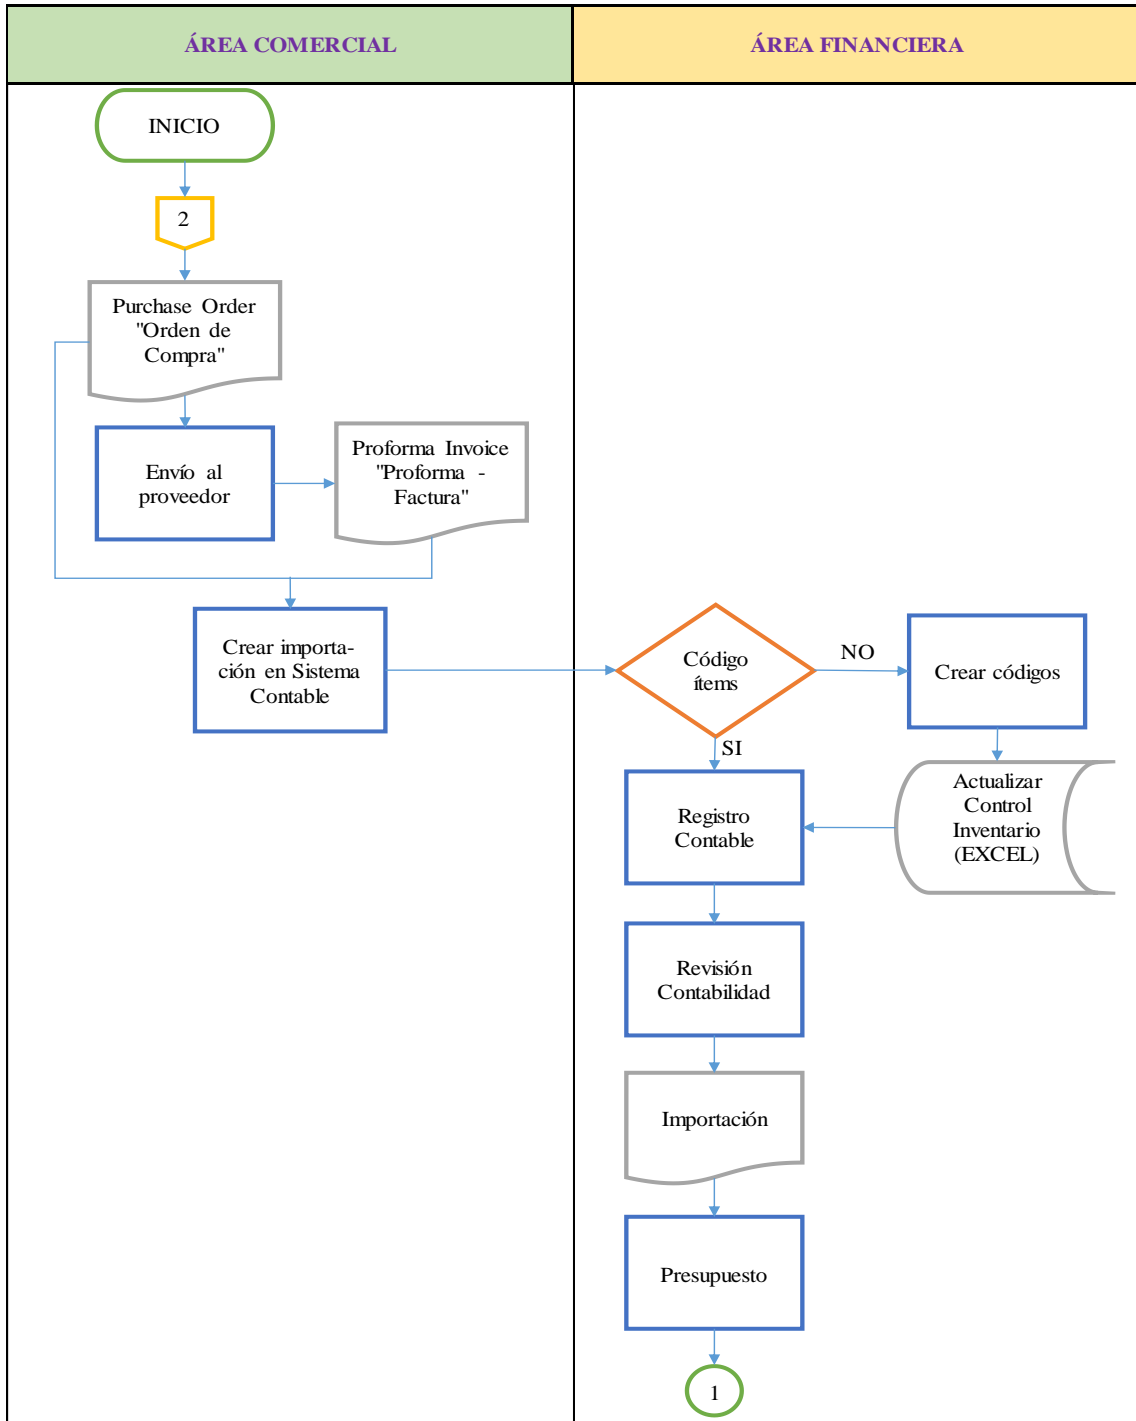 ÁREA COMERCIAL
ÁREA FINANCIERA
INICIO
2
Purchase Order
"Orden de
Compra"
Envío al
proveedor
Proforma Invoice
"Proforma -
Factura"
Crear importa-
ción en Sistema
Contable
Código
ítems
NO
Crear códigos
SI
Actualizar
Control
Inventario
(EXCEL)
Registro
Contable
Revisión
Contabilidad
Importación
Presupuesto
1